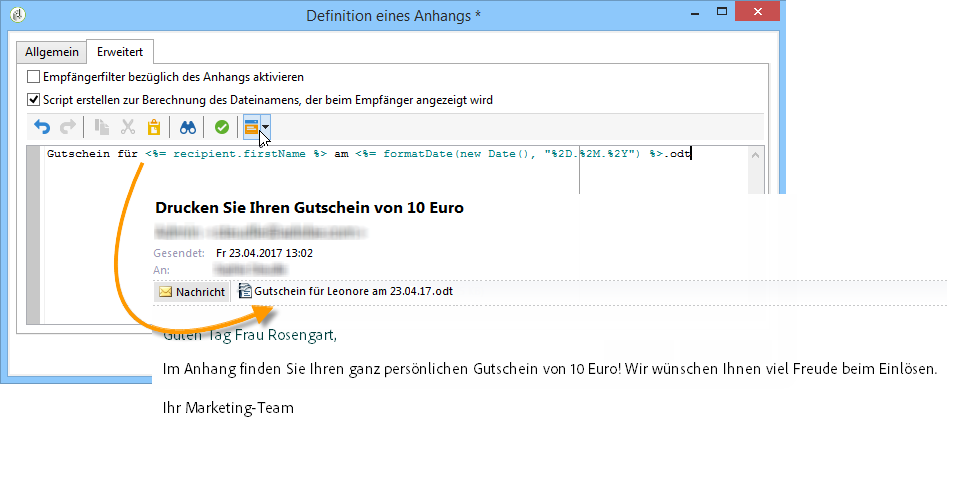 Definition eines Anhangs *
Allgemein
Erweitert
Empfängerfilter bezüglich des Anhangs aktivieren
Script erstellen zur Berechnung des Dateinamens, der beim Empfänger angezeigt wird
Gutschein für <%= recipient.firstName %> am <%= formatDate(new Date(), "%2D.%2M.%2Y") %>.odt
Drucken Sie Ihren Gutschein von 10 Euro
Gesendet: Fr 23.04.2017 13:02
An:
Nachricht
Gutschein für Leonore am 23.04.17.odt
Guten Tag Frau Rosengart,
Im Anhang finden Sie Ihren ganz persönlichen Gutschein von 10 Euro! Wir wünschen Ihnen viel Freude beim Einlösen.
Ihr Marketing-Team